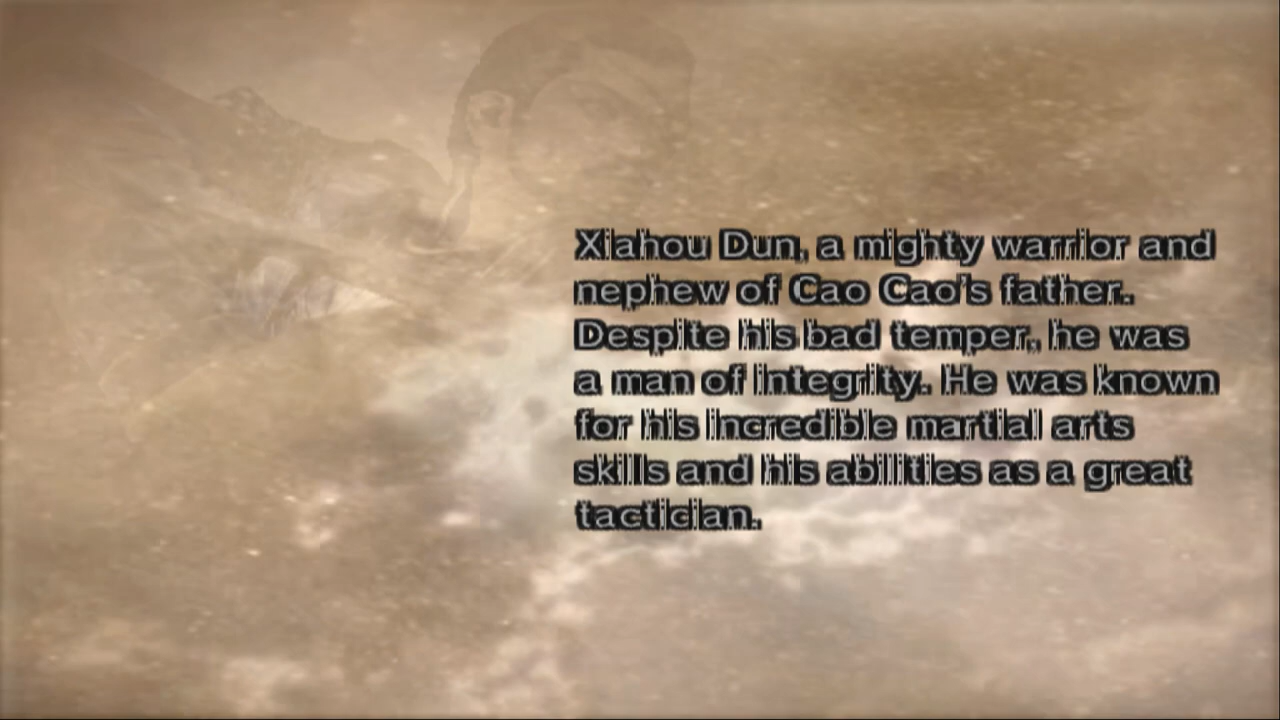 Xiahou Dun, a mighty warrior and
nephew of Cao Cao's father.
Despite his bad temper, he was
a man of integrity. He was known
for his incredible martial arts
skills and his abilities as a great
tactician.